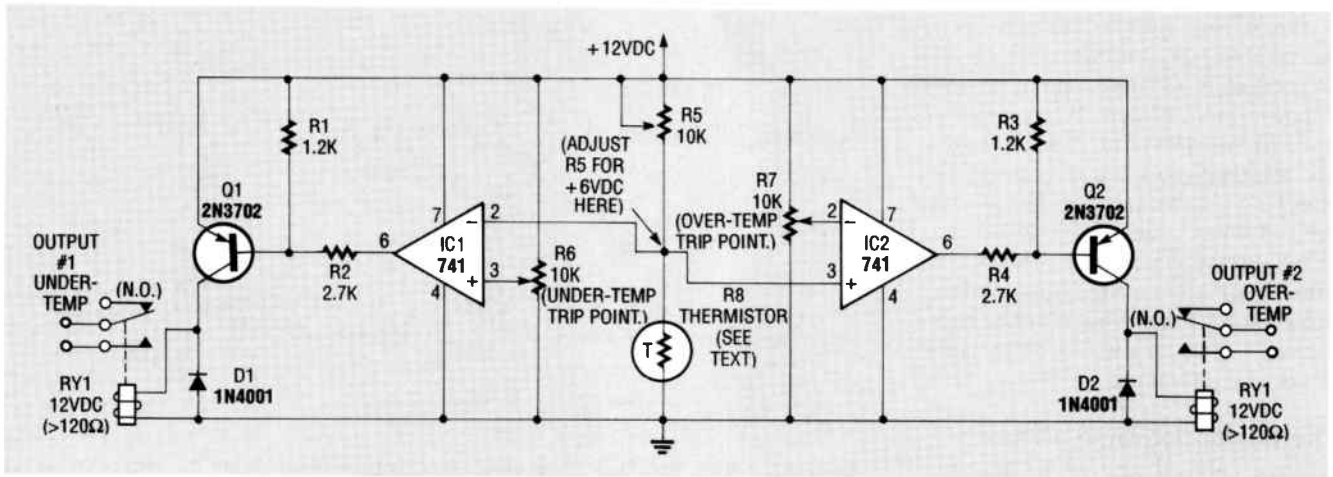 +12VDC
R1
1.2K
R5
10K
R3
1.2K
(ADJUST
R5 FOR
+6VDC
HERE)
Q1
2N3702
R7
10K
(OVER-TEMP
TRIP POINT.)
Q2
2N3702
7
2
−
IC1
741
6
3
+
4
R2
2.7K
R6
10K
(UNDER-TEMP
TRIP POINT.)
2
−
7
IC2
741
6
3
+
4
R4
2.7K
OUTPUT
#1
UNDER-
TEMP
(N.O.)
R8
THERMISTOR
(SEE
TEXT)
T
OUTPUT #2
OVER-
TEMP
(N.O.)
RY1
12VDC
(>120Ω)
D1
1N4001
D2
1N4001
RY1
12VDC
(>120Ω)